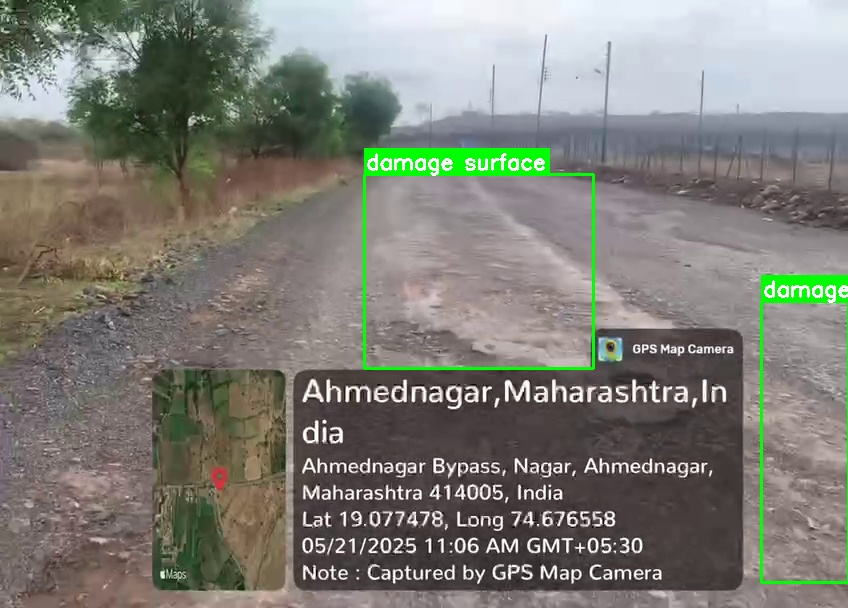 damage surface
damage
GPS Map Camera
Ahmednagar,Maharashtra,In
dia
Ahmednagar Bypass, Nagar, Ahmednagar,
Maharashtra 414005, India
Lat 19.077478, Long 74.676558
05/21/2025 11:06 AM GMT+05:30
Note : Captured by GPS Map Camera
Maps